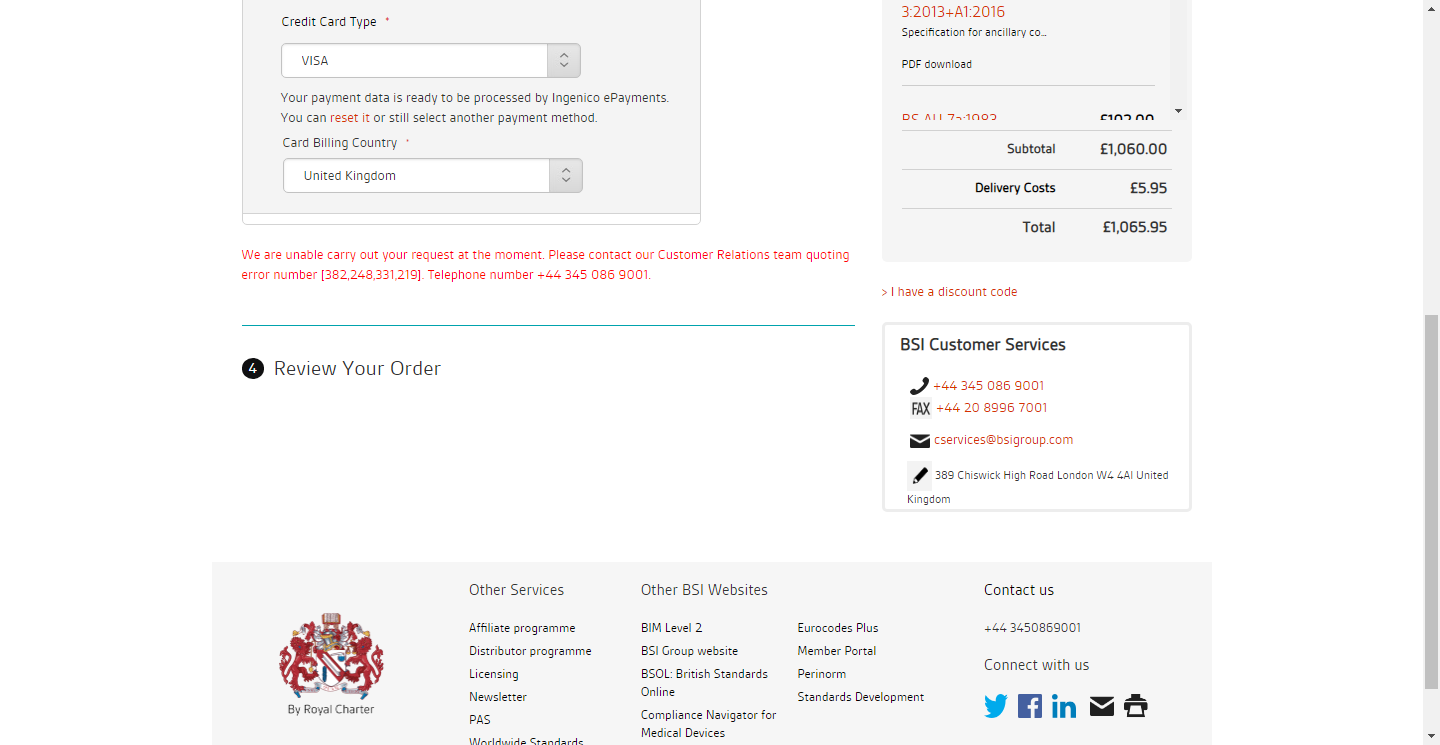 Credit Card Type *
VISA
Your payment data is ready to be processed by Ingenico ePayments.
You can reset it or still select another payment method.
Card Billing Country *
United Kingdom
We are unable carry out your request at the moment. Please contact our Customer Relations team quoting
error number [382,248,331,219]. Telephone number +44 345 086 9001.
4 Review Your Order
3:2013+A1:2016
Specification for ancillary co...
PDF download
BS AU 7a:1983 £102.00
Subtotal £1,060.00
Delivery Costs £5.95
Total £1,065.95
> I have a discount code
BSI Customer Services
+44 345 086 9001
FAX +44 20 8996 7001
cservices@bsigroup.com
389 Chiswick High Road London W4 4Al United
Kingdom
By Royal Charter
Other Services
Affiliate programme
Distributor programme
Licensing
Newsletter
PAS
Worldwide Standards
Other BSI Websites
BIM Level 2
BSI Group website
BSOL: British Standards
Online
Compliance Navigator for
Medical Devices
Eurocodes Plus
Member Portal
Perinorm
Standards Development
Contact us
+44 3450869001
Connect with us